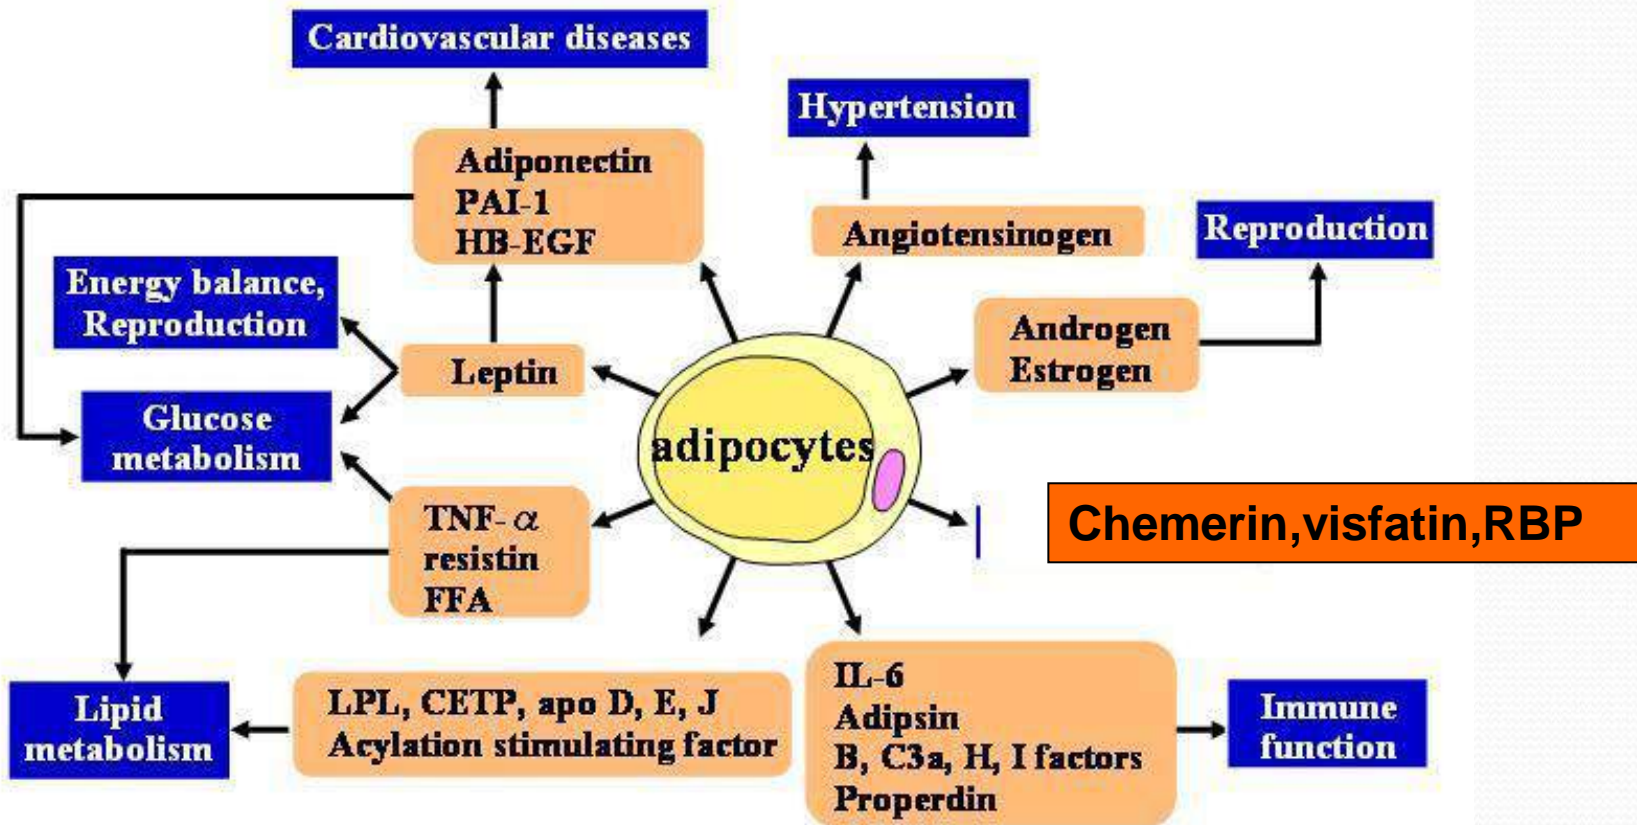 Cardiovascular diseases
Hypertension
Adiponectin
PAI-1
HB-EGF
Angiotensinogen
Reproduction
Energy balance,
Reproduction
Androgen
Estrogen
Leptin
Glucose
metabolism
adipocytes
TNF- α
resistin
FFA
Chemerin,visfatin,RBP
Lipid
metabolism
LPL, CETP, apo D, E, J
Acylation stimulating factor
IL-6
Adipsin
B, C3a, H, I factors
Properdin
Immune
function